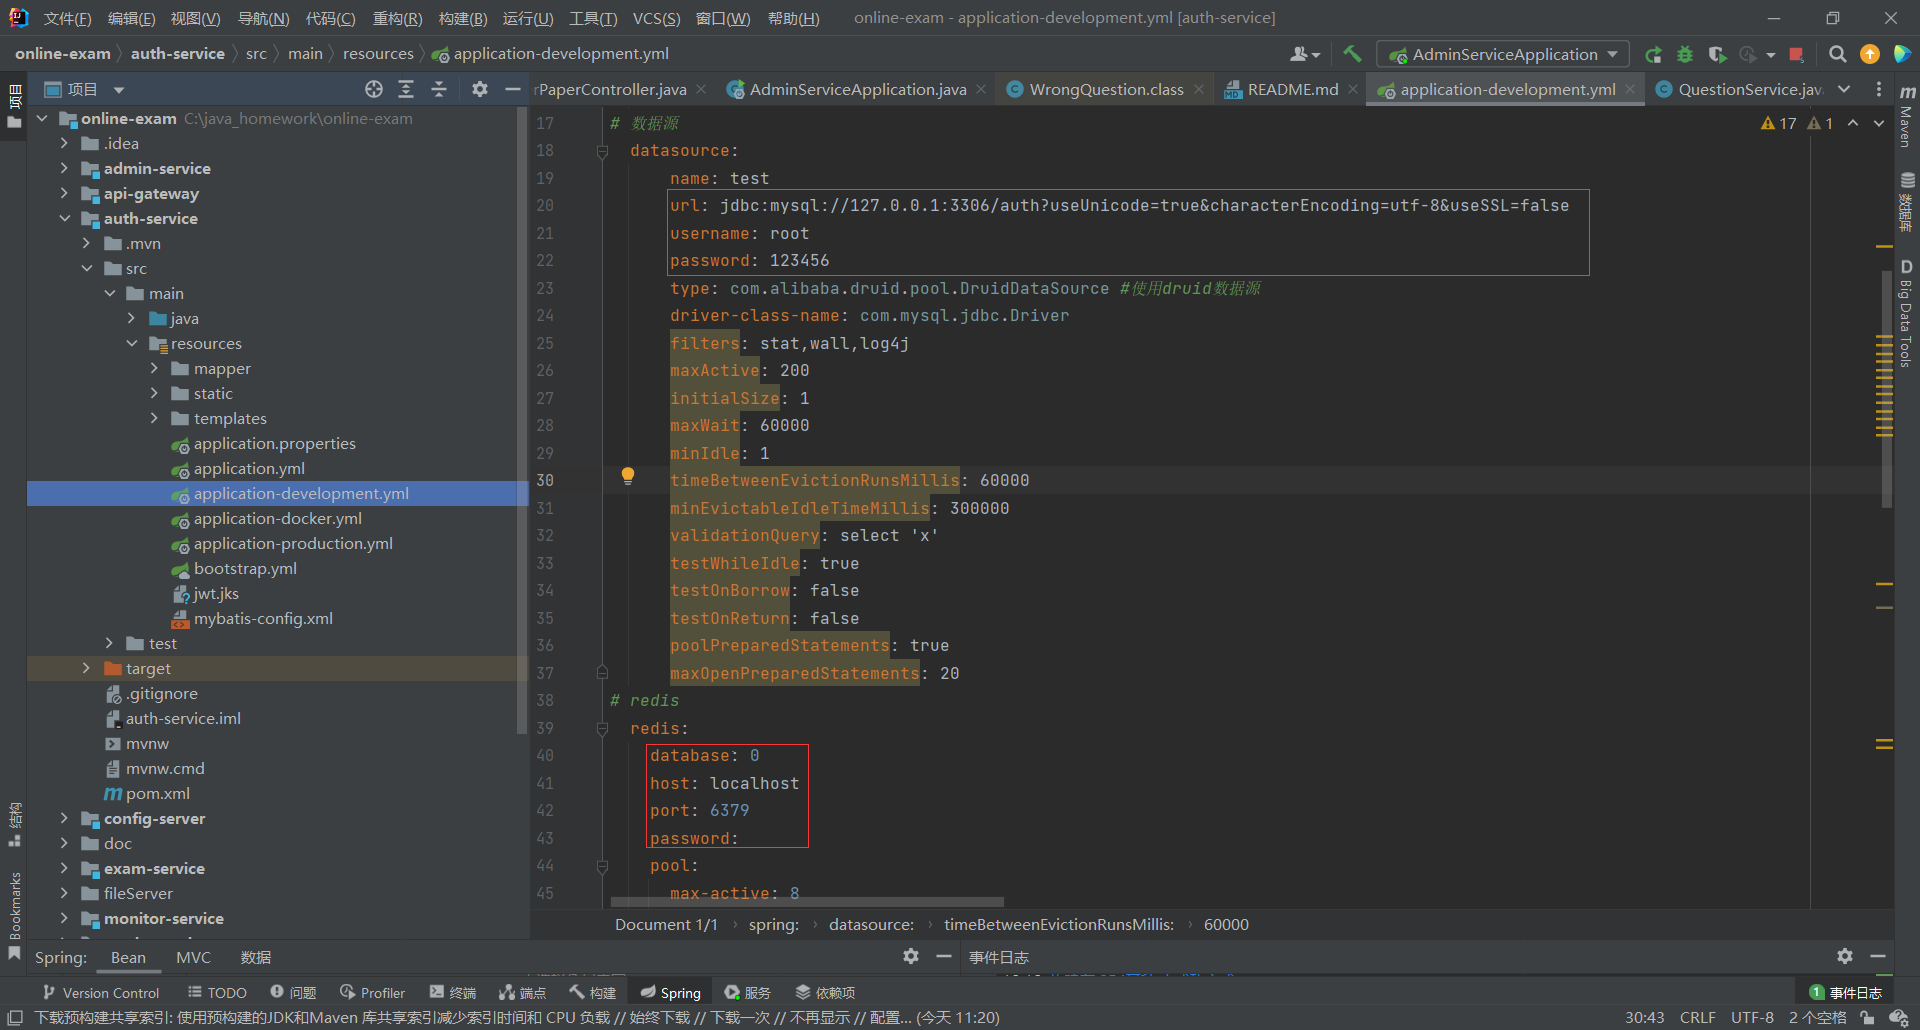 文件(F) 编辑(E) 视图(V) 导航(N) 代码(C) 重构(R) 构建(B) 运行(U) 工具(T) VCS(S) 窗口(W) 帮助(H) online-exam - application-development.yml [auth-service]
online-exam auth-service src main resources application-development.yml AdminServiceApplication
项目
rPaperController.java AdminServiceApplication.java WrongQuestion.class README.md application-development.yml QuestionService.jav
项目
online-exam C:\java_homework\online-exam
.idea
admin-service
api-gateway
auth-service
.mvn
src
main
java
resources
mapper
static
templates
application.properties
application.yml
application-development.yml
application-docker.yml
application-production.yml
bootstrap.yml
jwt.jks
mybatis-config.xml
test
target
.gitignore
auth-service.iml
mvnw
mvnw.cmd
pom.xml
config-server
doc
exam-service
fileServer
monitor-service
结构
Bookmarks
17 # 数据源
18 datasource:
19 name: test
20 url: jdbc:mysql://127.0.0.1:3306/auth?useUnicode=true&characterEncoding=utf-8&useSSL=false
21 username: root
22 password: 123456
23 type: com.alibaba.druid.pool.DruidDataSource #使用druid数据源
24 driver-class-name: com.mysql.jdbc.Driver
25 filters: stat,wall,log4j
26 maxActive: 200
27 initialSize: 1
28 maxWait: 60000
29 minIdle: 1
30 timeBetweenEvictionRunsMillis: 60000
31 minEvictableIdleTimeMillis: 300000
32 validationQuery: select 'x'
33 testWhileIdle: true
34 testOnBorrow: false
35 testOnReturn: false
36 poolPreparedStatements: true
37 maxOpenPreparedStatements: 20
38 # redis
39 redis:
40 database: 0
41 host: localhost
42 port: 6379
43 password:
44 pool:
45 max-active: 8
17 1
Maven
数据库
Big Data Tools
Document 1/1 spring: datasource: timeBetweenEvictionRunsMillis: 60000
Spring: Bean MVC 数据 事件日志
Version Control TODO 问题 Profiler 终端 端点 构建 Spring 服务 依赖项 1 事件日志
下载预构建共享索引: 使用预构建的JDK和Maven 库共享索引减少索引时间和 CPU 负载 // 始终下载 // 下载一次 // 不再显示 // 配置... (今天 11:20) 30:43 CRLF UTF-8 2 个空格